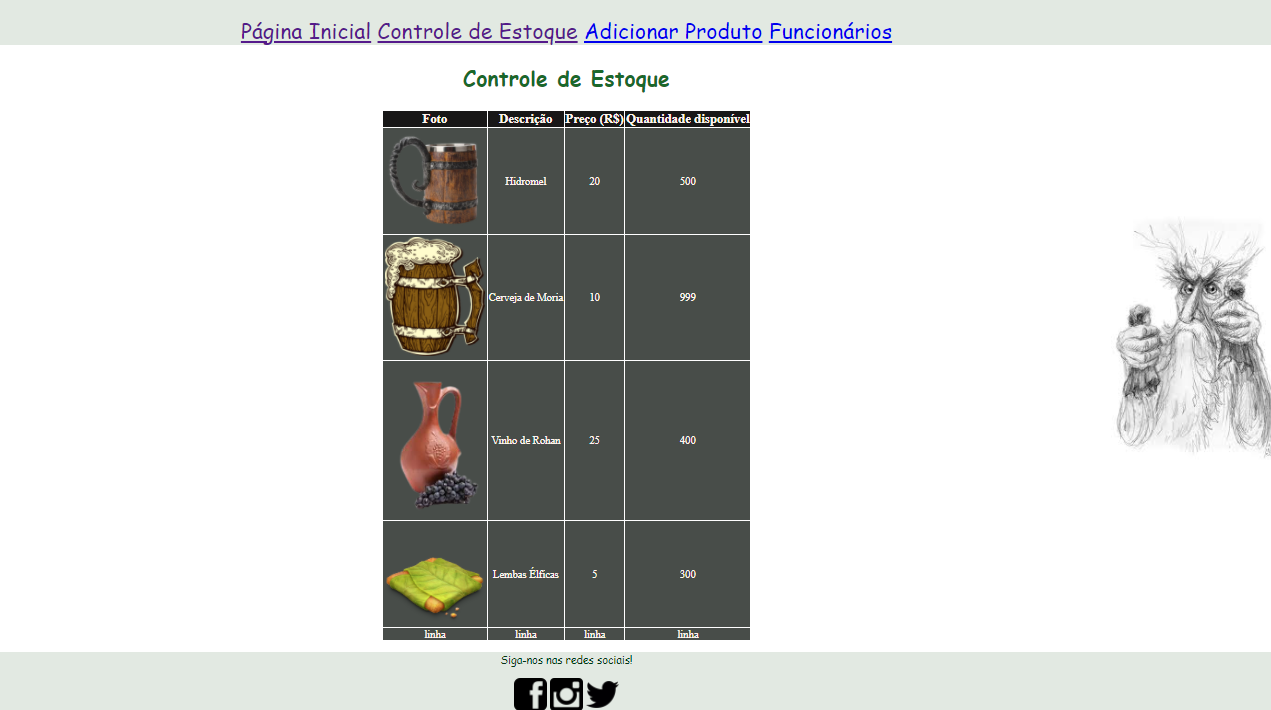 Página Inicial Controle de Estoque Adicionar Produto Funcionários
Controle de Estoque
Foto Descrição Preço (R$) Quantidade disponível
Hidromel 20 500
Cerveja de Moria 10 999
Vinho de Rohan 25 400
Lembas Élficas 5 300
linha linha linha linha
Siga-nos nas redes sociais!